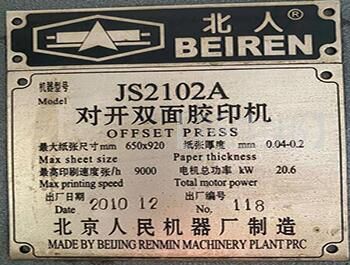 北人®
BEIREN
机器型号
Model JS2102A
对开双面胶印机
OFFSET PRESS
最大纸张尺寸 mm 650x920 纸张厚度 mm 0.04-0.2
Max sheet size Paper thickness
最高印刷速度张/h 9000 电机总功率 kW 20.6
Max printing speed Total motor power
出厂日期 出厂编号
Date 2010 12 No, 118
北京人民机器厂制造
MADE BY BEIJING RENMIN MACHINERY PLANT PRC